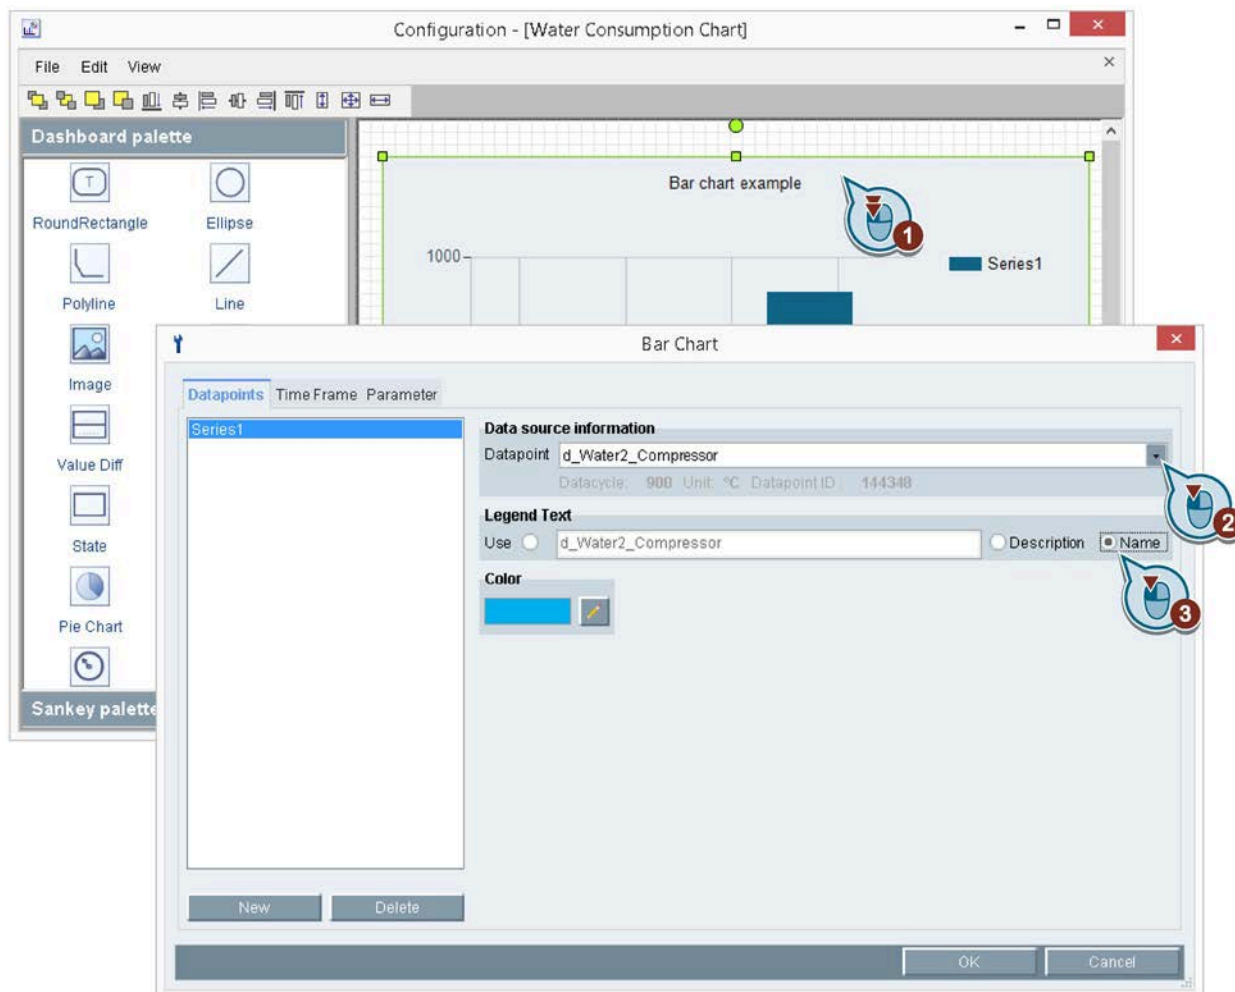 Configuration - [Water Consumption Chart]
File Edit View
Dashboard palette
T
RoundRectangle Ellipse
Polyline Line
Image
Value Diff
State
Pie Chart
Sankey palette
Bar chart example
1
1000
Series1
Bar Chart
Datapoints Time Frame Parameter
Series1
Data source information
Datapoint d_Water2_Compressor
Datacycle: 900 Unit: °C Datapoint ID : 144348
2
Legend Text
Use d_Water2_Compressor Description Name
3
Color
New Delete
OK Cancel